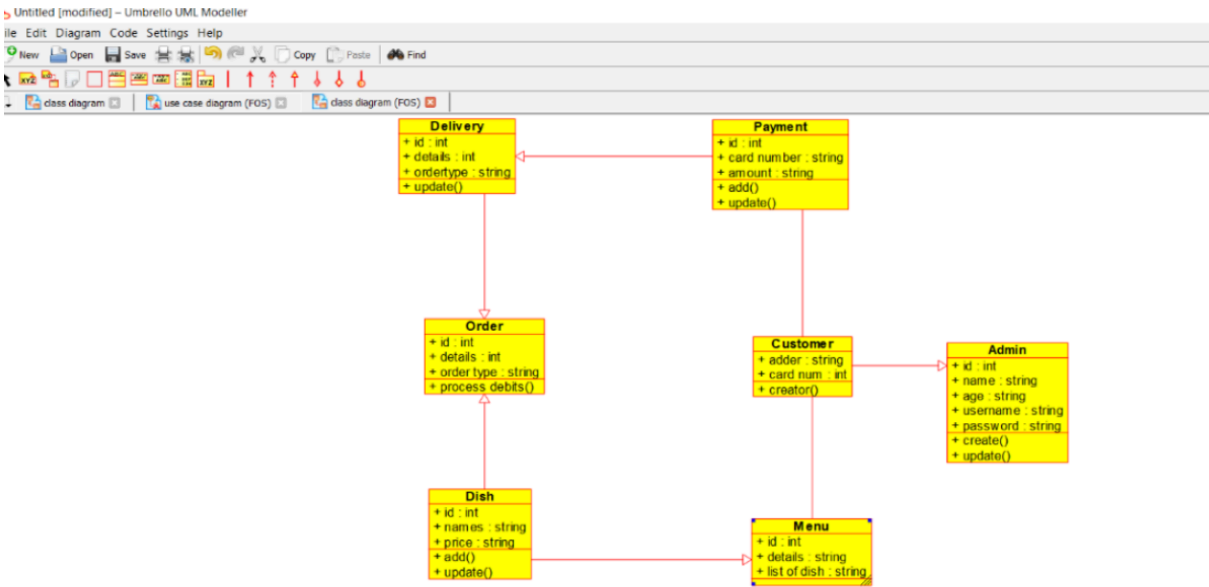 Untitled [modified] – Umbrello UML Modeller
ile Edit Diagram Code Settings Help
New Open Save Copy Paste Find
class diagram use case diagram (FOS) class diagram (FOS)
Delivery
+ id : int
+ details : int
+ ordertype : string
+ update()
Payment
+ id : int
+ card number : string
+ amount : string
+ add()
+ update()
Order
+ id : int
+ details : int
+ order type : string
+ process debits()
Customer
+ adder : string
+ card num : int
+ creator()
Admin
+ id : int
+ name : string
+ age : string
+ username : string
+ password : string
+ create()
+ update()
Dish
+ id : int
+ names : string
+ price : string
+ add()
+ update()
Menu
+ id : int
+ details : string
+ list of dish : string